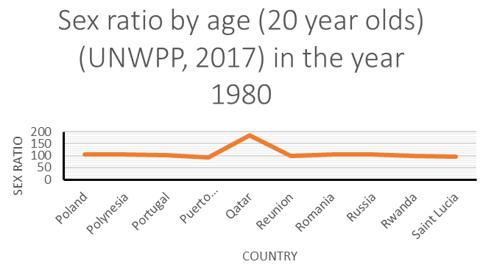 Sex ratio by age (20 year olds)
(UNWPP, 2017) in the year
1980
SEX RATIO
200
150
100
50
0
Poland
Polynesia
Portugal
Puerto...
Qatar
Reunion
Romania
Russia
Rwanda
Saint Lucia
COUNTRY